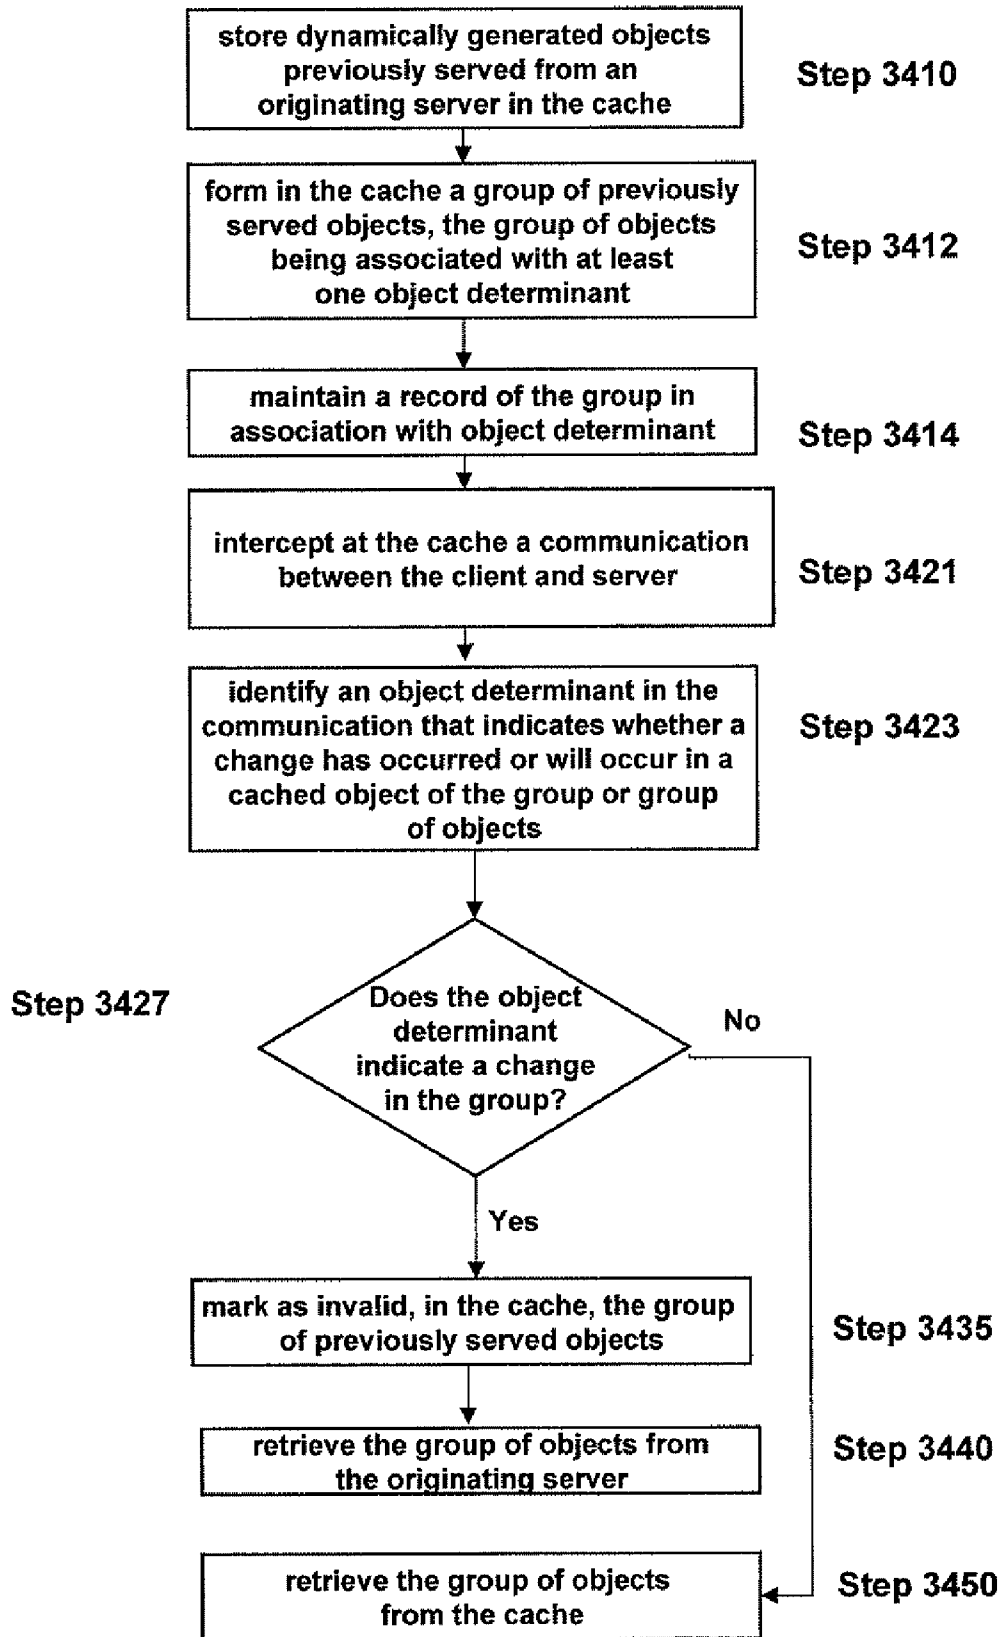 store dynamically generated objects
previously served from an
originating server in the cache
Step 3410
form in the cache a group of previously
served objects, the group of objects
being associated with at least
one object determinant
Step 3412
maintain a record of the group in
association with object determinant
Step 3414
intercept at the cache a communication
between the client and server
Step 3421
identify an object determinant in the
communication that indicates whether a
change has occurred or will occur in a
cached object of the group or group
of objects
Step 3423
Step 3427
Does the object
determinant
indicate a change
in the group?
No
Yes
mark as invalid, in the cache, the group
of previously served objects
Step 3435
retrieve the group of objects from
the originating server
Step 3440
retrieve the group of objects
from the cache
Step 3450